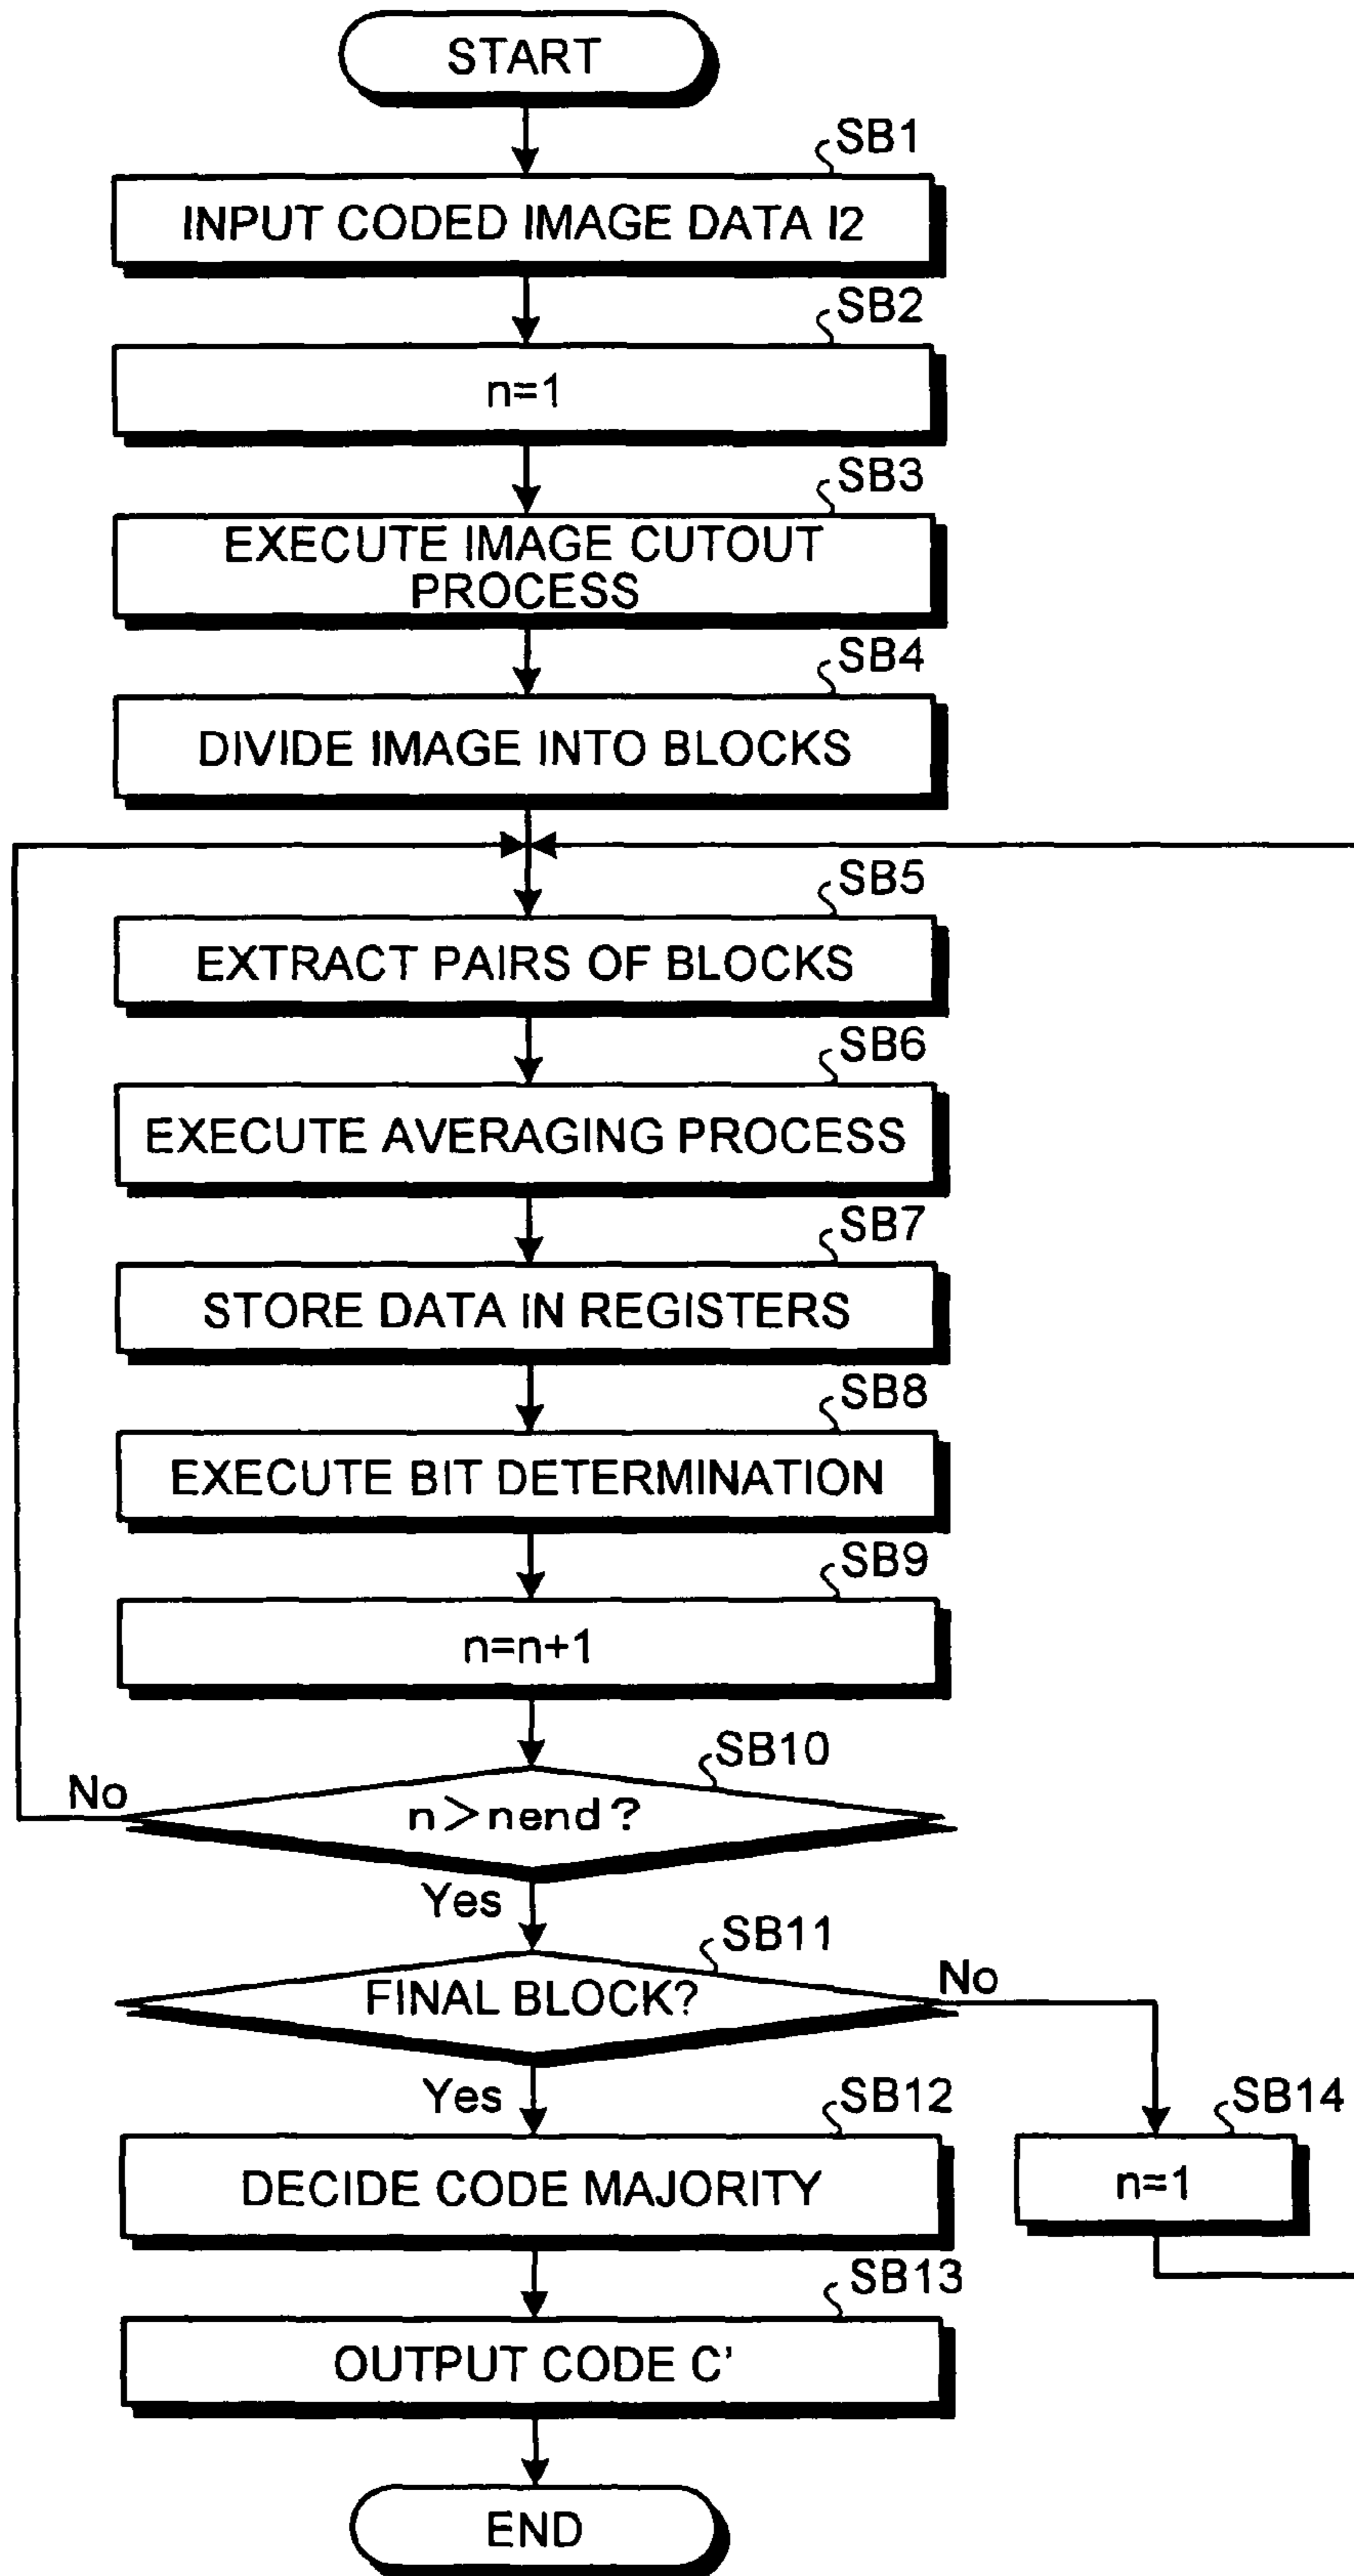 START
SB1
INPUT CODED IMAGE DATA I2
SB2
n=1
SB3
EXECUTE IMAGE CUTOUT
PROCESS
SB4
DIVIDE IMAGE INTO BLOCKS
SB5
EXTRACT PAIRS OF BLOCKS
SB6
EXECUTE AVERAGING PROCESS
SB7
STORE DATA IN REGISTERS
SB8
EXECUTE BIT DETERMINATION
SB9
n=n+1
SB10
No
n>nend?
Yes
SB11
FINAL BLOCK?
No
Yes
SB12
DECIDE CODE MAJORITY
SB14
n=1
SB13
OUTPUT CODE C'
END